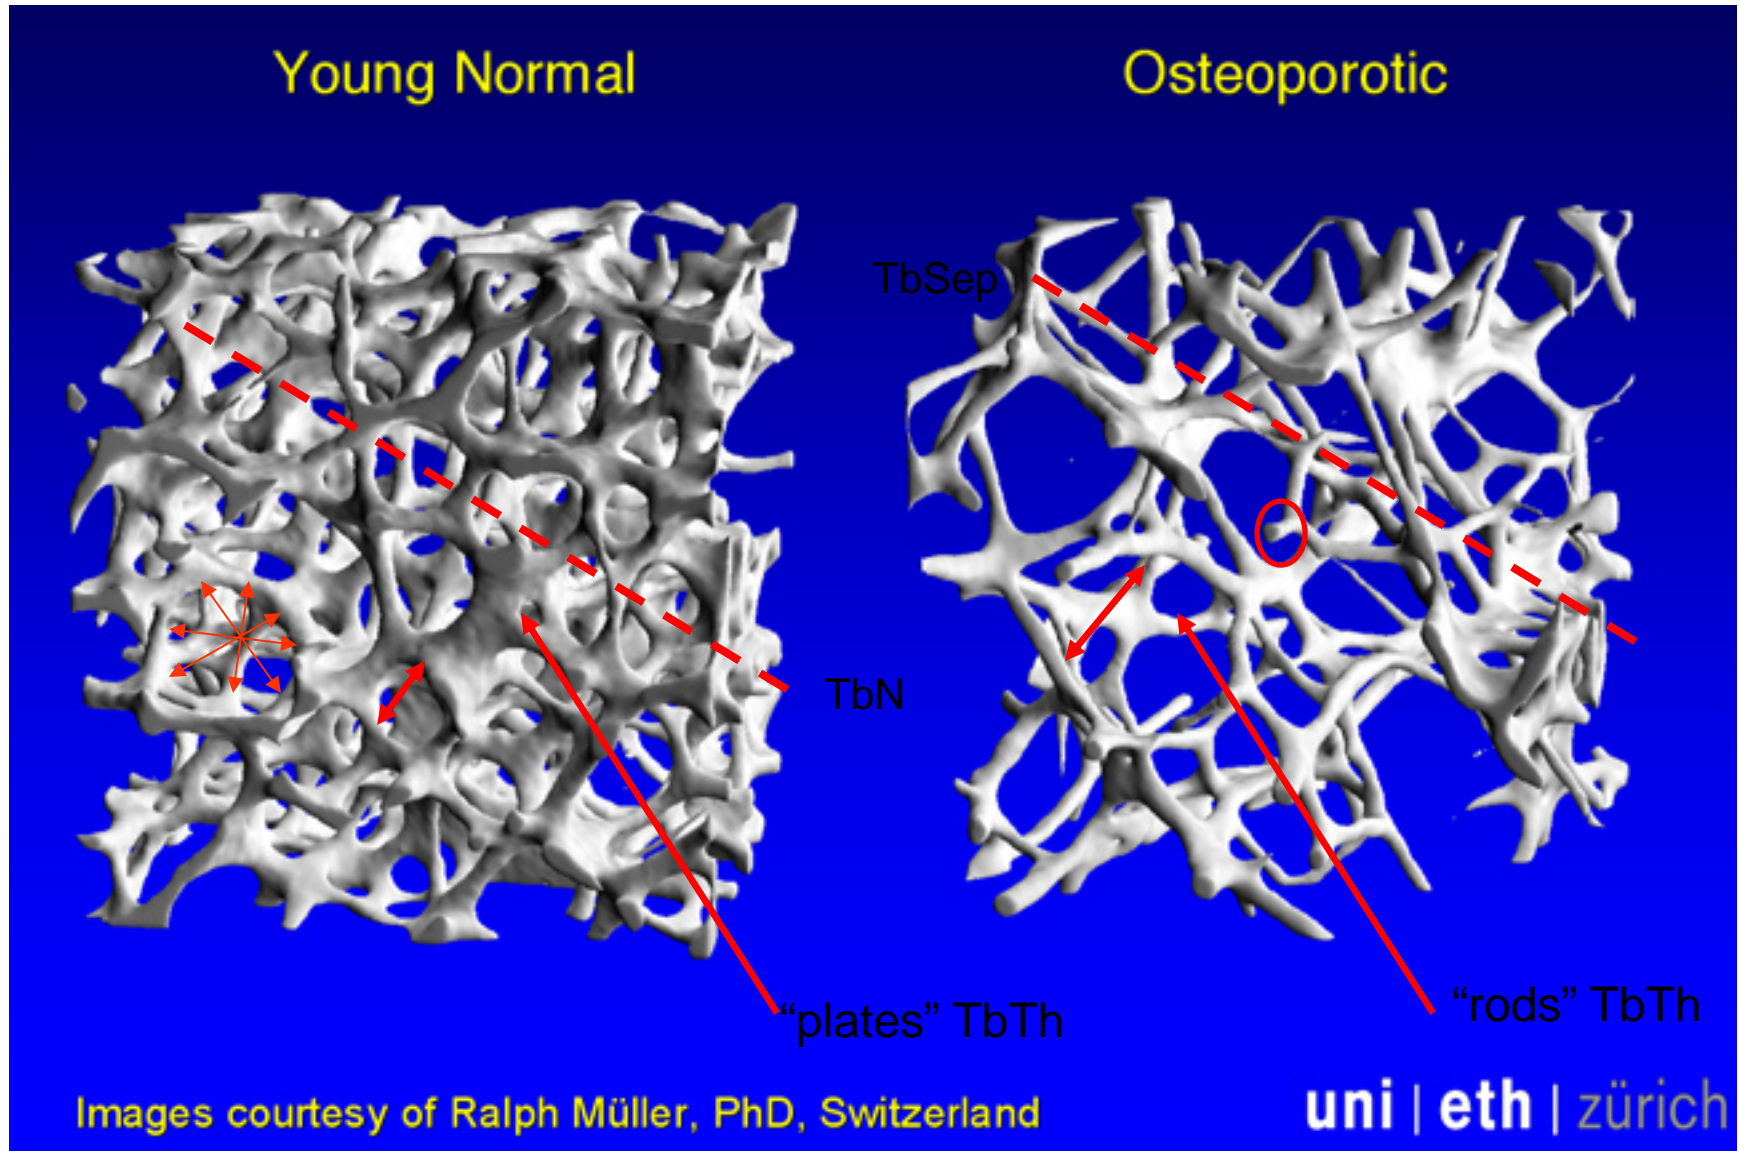 Young Normal
Osteoporotic
TbSep
TbN
“plates” TbTh
“rods” TbTh
Images courtesy of Ralph Müller, PhD, Switzerland
uni | eth | zürich